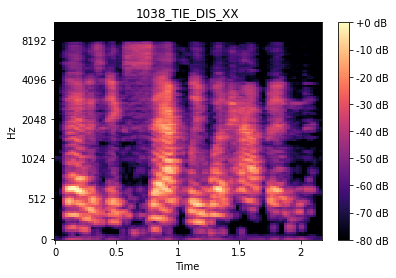 1038_TIE_DIS_XX
+0 dB
8192
-10 dB
4096
-20 dB
-30 dB
2048
Hz
-40 dB
1024
-50 dB
512
-60 dB
-70 dB
0
-80 dB
0 0.5 1 1.5 2
Time